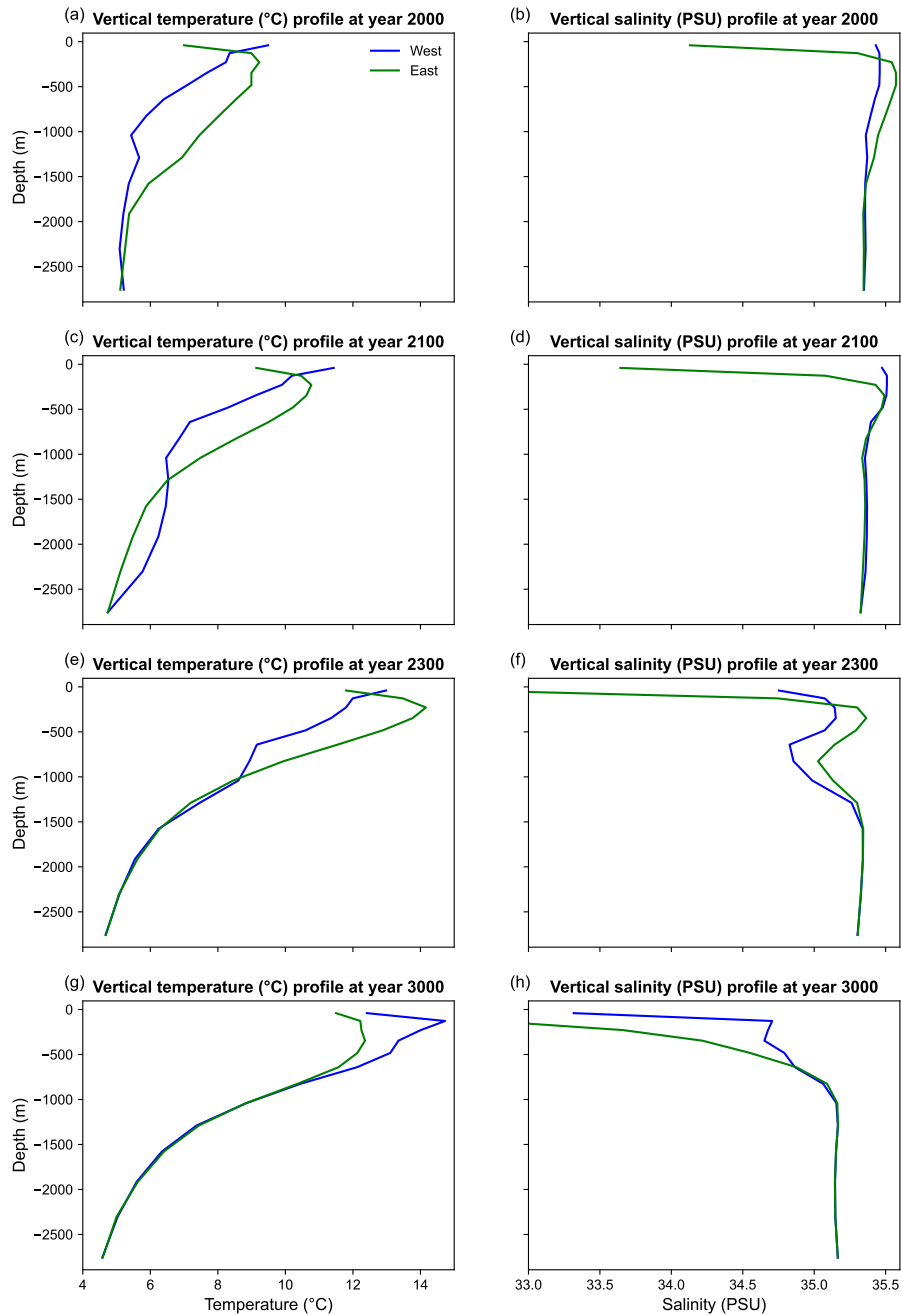 (a) Vertical temperature (°C) profile at year 2000
(b) Vertical salinity (PSU) profile at year 2000
0
−500
−1000
−1500
−2000
−2500
Depth (m)
West
East
Depth (m)
(c) Vertical temperature (°C) profile at year 2100
(d) Vertical salinity (PSU) profile at year 2100
0
−500
−1000
−1500
−2000
−2500
Depth (m)
Depth (m)
(e) Vertical temperature (°C) profile at year 2300
(f) Vertical salinity (PSU) profile at year 2300
0
−500
−1000
−1500
−2000
−2500
Depth (m)
Depth (m)
(g) Vertical temperature (°C) profile at year 3000
(h) Vertical salinity (PSU) profile at year 3000
0
−500
−1000
−1500
−2000
−2500
Depth (m)
4 6 8 10 12 14
Temperature (°C)
Depth (m)
33.0 33.5 34.0 34.5 35.0 35.5
Salinity (PSU)